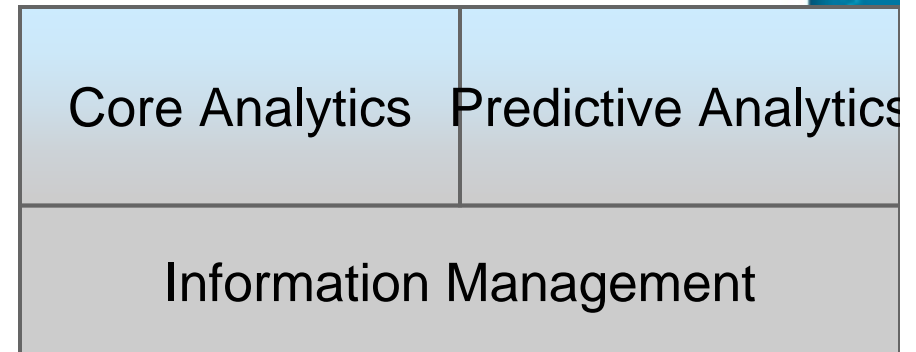 Core Analytics
Predictive Analytics
Information Management